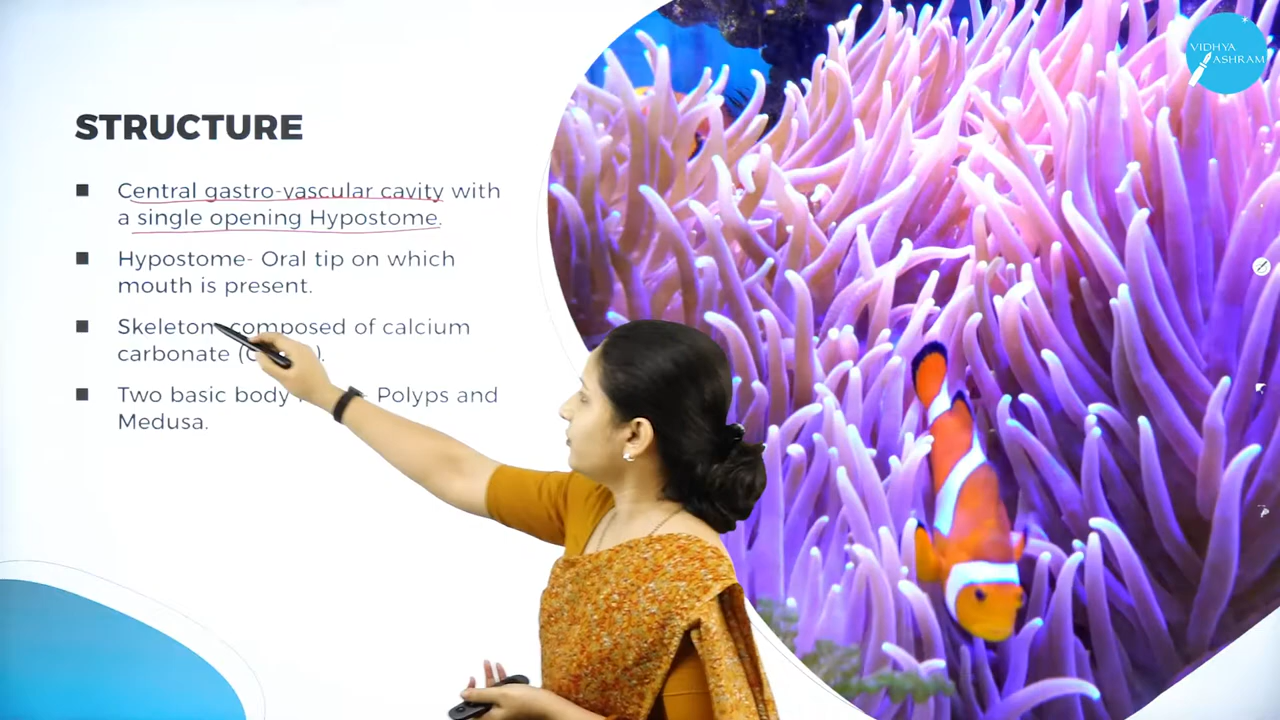 VIDHYA
ASHRAM
STRUCTURE
Central gastro-vascular cavity with
a single opening Hypostome.
Hypostome- Oral tip on which
mouth is present.
Skeleton composed of calcium
carbonate
Two basic body Polyps and
Medusa.